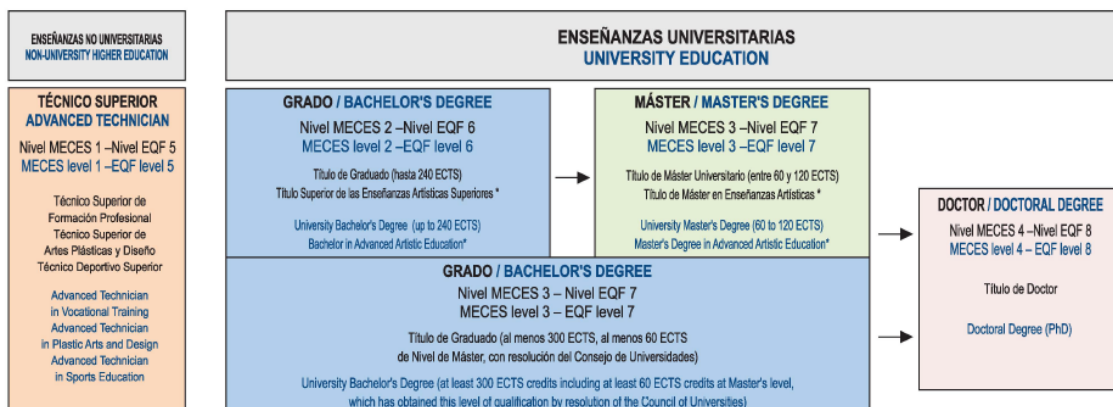 ENSEÑANZAS NO UNIVERSITARIAS
NON-UNIVERSITY HIGHER EDUCATION
ENSEÑANZAS UNIVERSITARIAS
UNIVERSITY EDUCATION
TÉCNICO SUPERIOR
ADVANCED TECHNICIAN
Nivel MECES 1 –Nivel EQF 5
MECES level 1 –EQF level 5
Técnico Superior de
Formación Profesional
Técnico Superior de
Artes Plásticas y Diseño
Técnico Deportivo Superior
Advanced Technician
in Vocational Training
Advanced Technician
in Plastic Arts and Design
Advanced Technician
in Sports Education
GRADO / BACHELOR'S DEGREE
Nivel MECES 2 –Nivel EQF 6
MECES level 2 –EQF level 6
Título de Graduado (hasta 240 ECTS)
Título Superior de las Enseñanzas Artísticas Superiores *
University Bachelor's Degree (up to 240 ECTS)
Bachelor in Advanced Artistic Education*
MÁSTER / MASTER'S DEGREE
Nivel MECES 3 –Nivel EQF 7
MECES level 3 –EQF level 7
Título de Máster Universitario (entre 60 y 120 ECTS)
Título de Máster en Enseñanzas Artísticas *
University Master's Degree (60 to 120 ECTS)
Master's Degree in Advanced Artistic Education*
GRADO / BACHELOR'S DEGREE
Nivel MECES 3 – Nivel EQF 7
MECES level 3 – EQF level 7
Título de Graduado (al menos 300 ECTS, al menos 60 ECTS
de Nivel de Máster, con resolución del Consejo de Universidades)
University Bachelor's Degree (at least 300 ECTS credits including at least 60 ECTS credits at Master's level,
which has obtained this level of qualification by resolution of the Council of Universities)
DOCTOR / DOCTORAL DEGREE
Nivel MECES 4 –Nivel EQF 8
MECES level 4 – EQF level 8
Título de Doctor
Doctoral Degree (PhD)